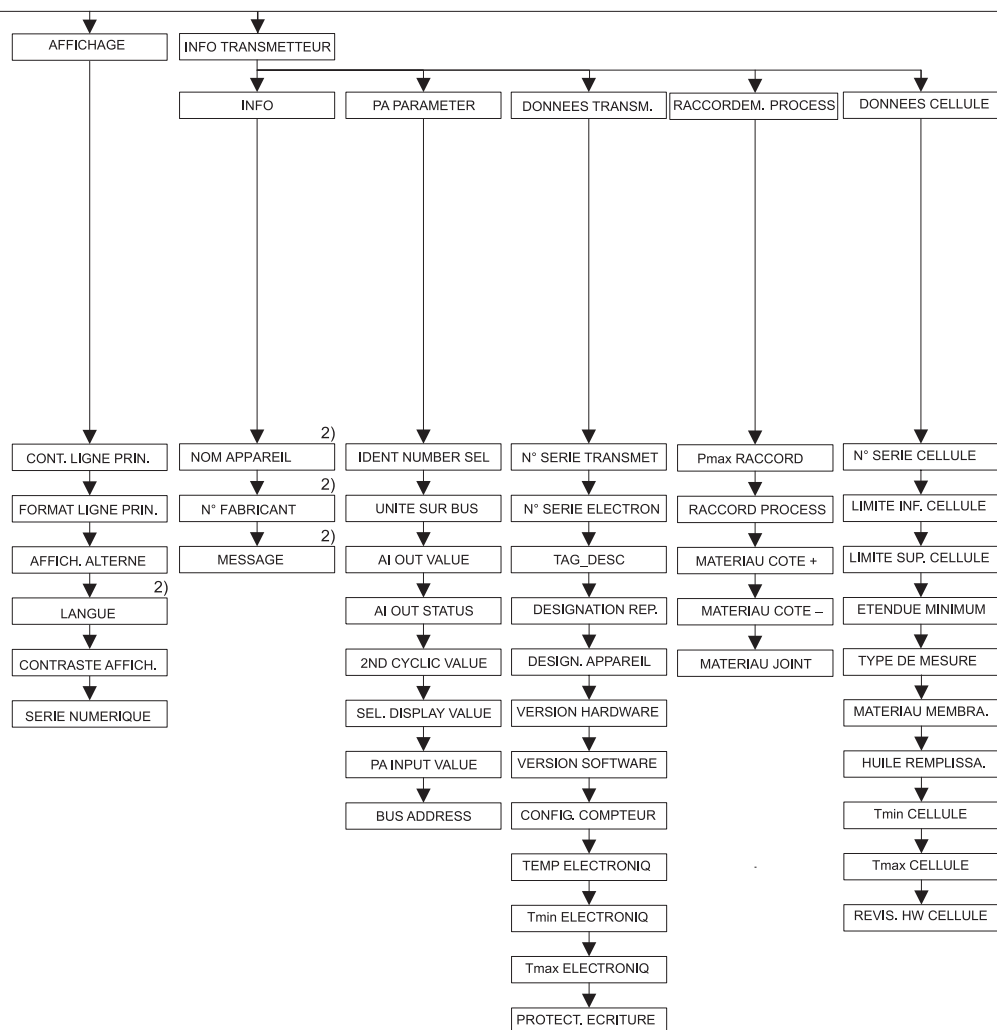 AFFICHAGE
INFO TRANSMETTEUR
INFO
PA PARAMETER
DONNEES TRANSM.
RACCORDEM. PROCESS
DONNEES CELLULE
CONT. LIGNE PRIN.
FORMAT LIGNE PRIN.
AFFICH. ALTERNE
2)
LANGUE
CONTRASTE AFFICH.
SERIE NUMERIQUE
2)
NOM APPAREIL
2)
N° FABRICANT
2)
MESSAGE
IDENT NUMBER SEL
UNITE SUR BUS
AI OUT VALUE
AI OUT STATUS
2ND CYCLIC VALUE
SEL. DISPLAY VALUE
PA INPUT VALUE
BUS ADDRESS
N° SERIE TRANSMET
N° SERIE ELECTRON
TAG_DESC
DESIGNATION REP.
DESIGN. APPAREIL
VERSION HARDWARE
VERSION SOFTWARE
CONFIG. COMPTEUR
TEMP ELECTRONIQ
Tmin ELECTRONIQ
Tmax ELECTRONIQ
PROTECT. ECRITURE
Pmax RACCORD
RACCORD PROCESS
MATERIAU COTE +
MATERIAU COTE –
MATERIAU JOINT
N° SERIE CELLULE
LIMITE INF. CELLULE
LIMITE SUP. CELLULE
ETENDUE MINIMUM
TYPE DE MESURE
MATERIAU MEMBRA.
HUILE REMPLISSA.
Tmin CELLULE
Tmax CELLULE
REVIS. HW CELLULE